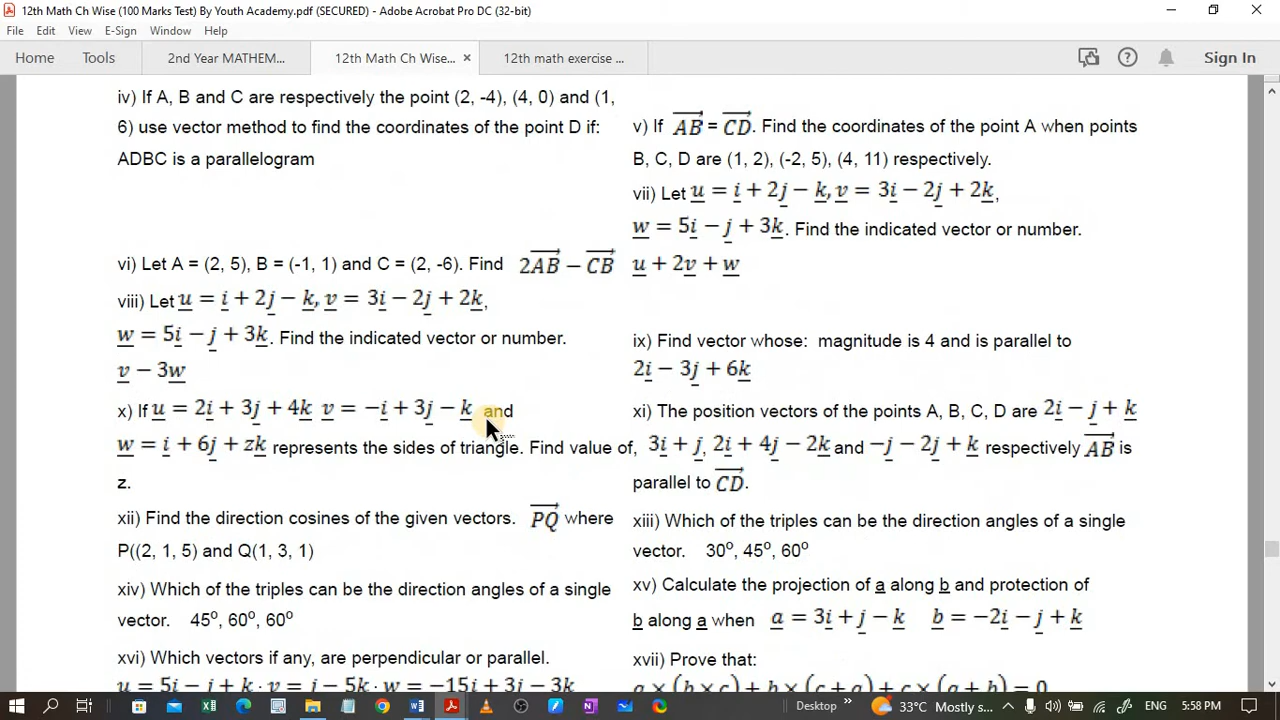 12th Math Ch Wise (100 Marks Test) By Youth Academy.pdf (SECURED) - Adobe Acrobat Pro DC (32-bit)
File Edit View E-Sign Window Help
Home Tools 2nd Year MATHEM... 12th Math Ch Wise... × 12th math exercise ... Sign In
iv) If A, B and C are respectively the point (2, -4), (4, 0) and (1,
6) use vector method to find the coordinates of the point D if:
ADBC is a parallelogram
v) If AB⃗ = CD⃗. Find the coordinates of the point A when points
B, C, D are (1, 2), (-2, 5), (4, 11) respectively.
vi) Let A = (2, 5), B = (-1, 1) and C = (2, -6). Find 2AB⃗ − CB⃗
vii) Let u = i + 2j − k, v = 3i − 2j + 2k,
w = 5i − j + 3k. Find the indicated vector or number.
u + 2v + w
viii) Let u = i + 2j − k, v = 3i − 2j + 2k,
w = 5i − j + 3k. Find the indicated vector or number.
v − 3w
ix) Find vector whose: magnitude is 4 and is parallel to
2i − 3j + 6k
x) If u = 2i + 3j + 4k v = −i + 3j − k and
w = i + 6j + zk represents the sides of triangle. Find value of,
z.
xi) The position vectors of the points A, B, C, D are 2i − j + k
3i + j, 2i + 4j − 2k and −j − 2j + k respectively AB⃗ is
parallel to CD⃗.
xii) Find the direction cosines of the given vectors. PQ⃗ where
P((2, 1, 5) and Q(1, 3, 1)
xiii) Which of the triples can be the direction angles of a single
vector. 30º, 45º, 60º
xiv) Which of the triples can be the direction angles of a single
vector. 45º, 60º, 60º
xv) Calculate the projection of a along b and protection of
b along a when a = 3i + j − k b = −2i − j + k
xvi) Which vectors if any, are perpendicular or parallel.
u = 5i − j + k · v = j − 5k · w = −15i + 3j − 3k
xvii) Prove that:
a × (b × c) + b × (c + a) + c × (a + b) = 0
Desktop 33°C Mostly s... 5:58 PM